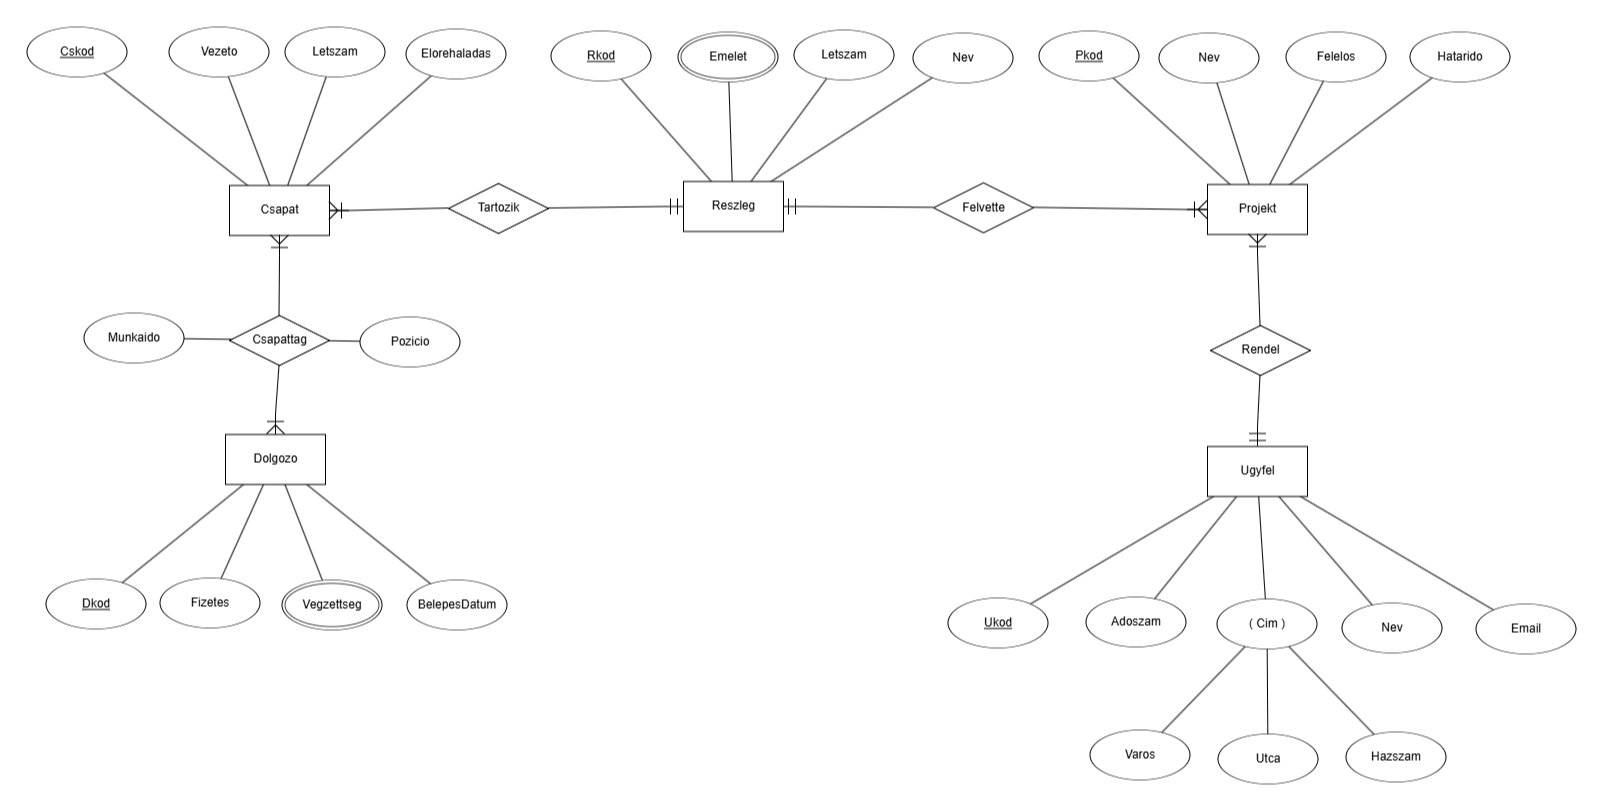 Cskod
Vezeto
Letszam
Elorehaladas
Rkod
Emelet
Letszam
Nev
Pkod
Nev
Felelos
Hatarido
Csapat
Tartozik
Reszleg
Felvette
Projekt
Munkaido
Csapattag
Pozicio
Rendel
Dolgozo
Ugyfel
Dkod
Fizetes
Vegzettseg
BelepesDatum
Ukod
Adoszam
( Cim )
Nev
Email
Varos
Utca
Hazszam